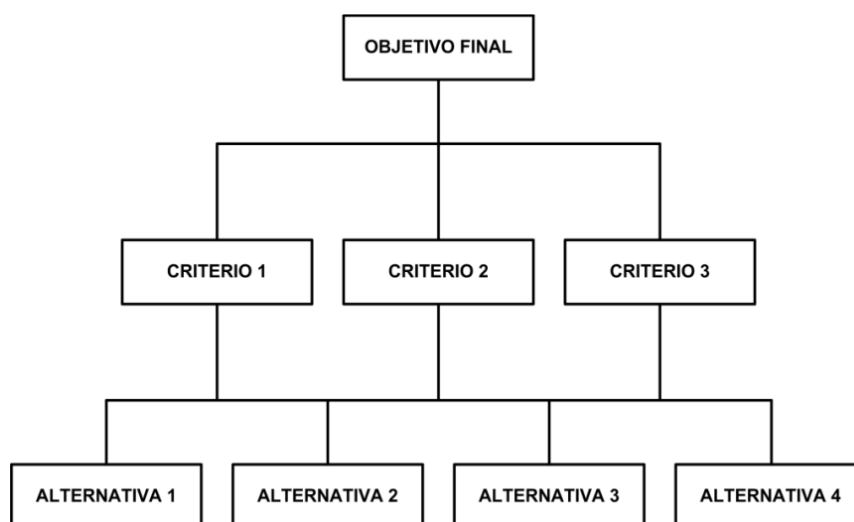 OBJETIVO FINAL
CRITERIO 1
CRITERIO 2
CRITERIO 3
ALTERNATIVA 1
ALTERNATIVA 2
ALTERNATIVA 3
ALTERNATIVA 4